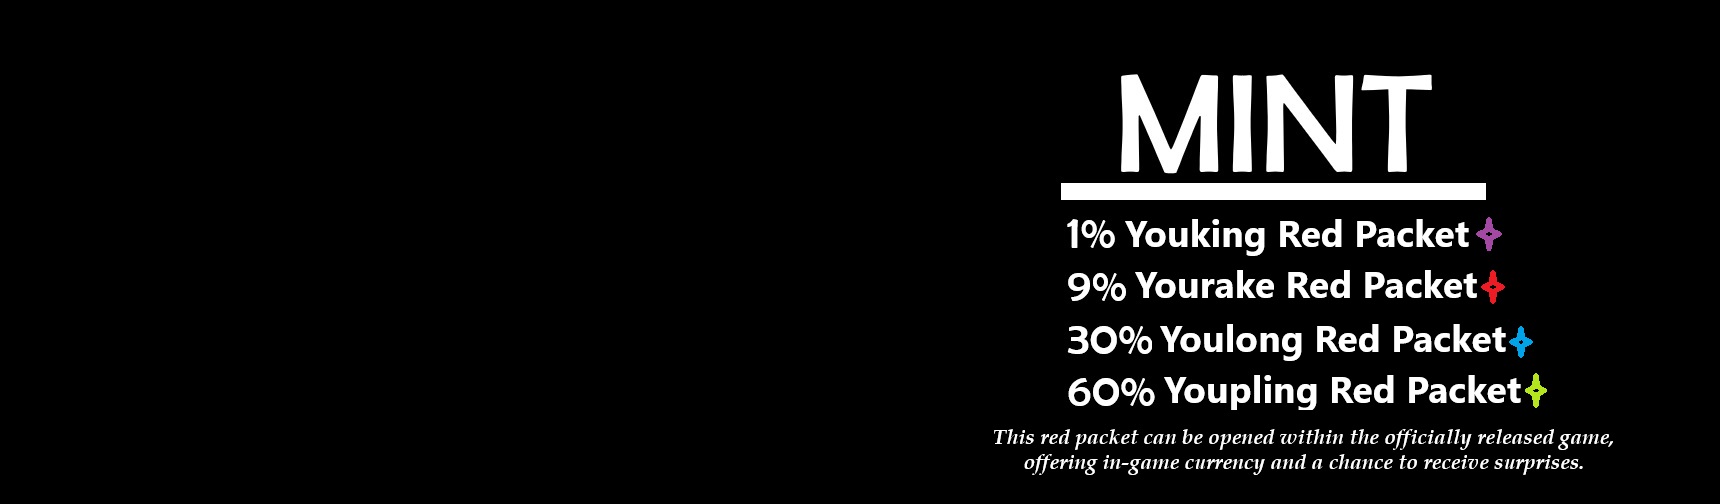 MINT
1% Youking Red Packet
9% Yourake Red Packet
30% Youlong Red Packet
60% Youpling Red Packet
This red packet can be opened within the officially released game,
offering in-game currency and a chance to receive surprises.